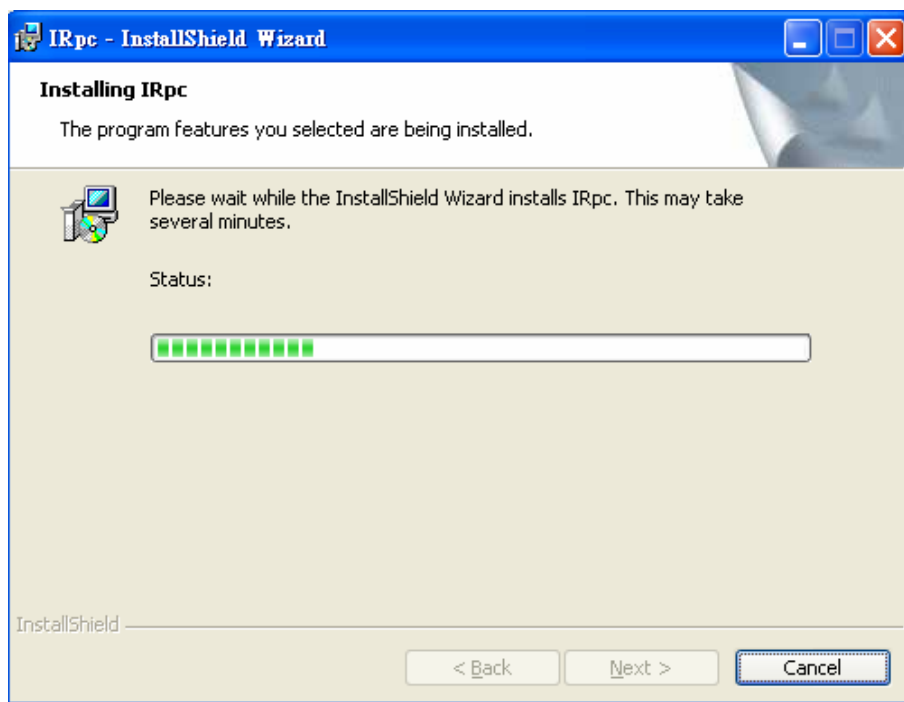 IRpc - InstallShield Wizard
Installing IRpc
The program features you selected are being installed.
Please wait while the InstallShield Wizard installs IRpc. This may take
several minutes.
Status:
InstallShield
< Back Next > Cancel